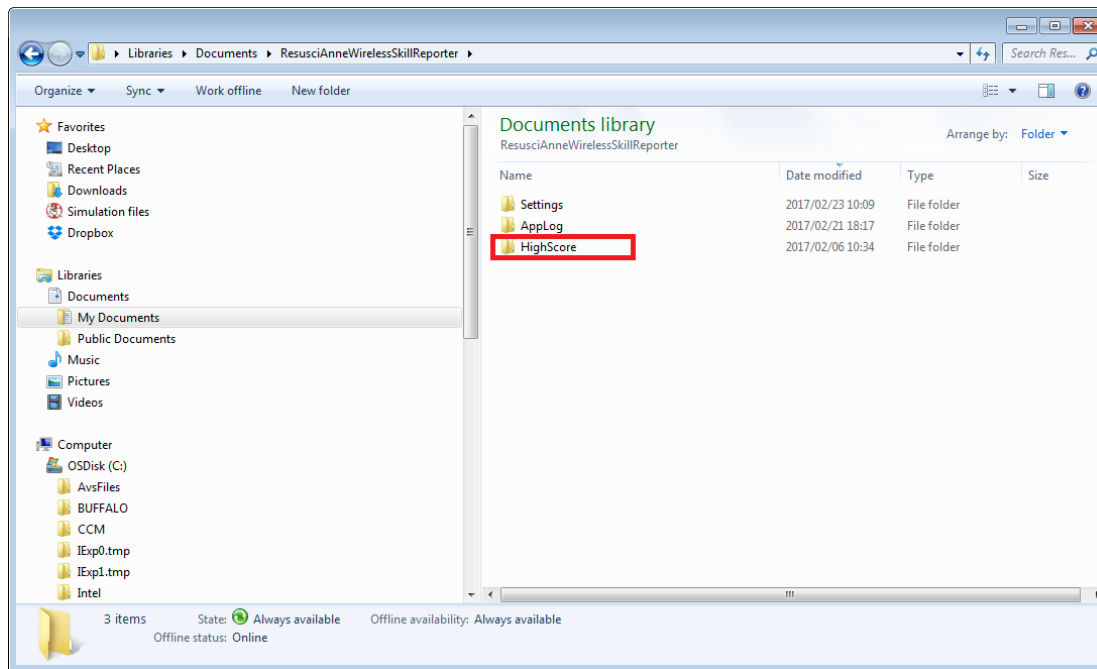 Libraries Documents ResusciAnneWirelessSkillReporter
Search Res...
Organize Sync Work offline New folder
Favorites
Desktop
Recent Places
Downloads
Simulation files
Dropbox
Libraries
Documents
My Documents
Public Documents
Music
Pictures
Videos
Computer
OSDisk (C:)
AvsFiles
BUFFALO
CCM
IExp0.tmp
IExp1.tmp
Intel
Documents library
ResusciAnneWirelessSkillReporter
Arrange by: Folder
Name Date modified Type Size
Settings 2017/02/23 10:09 File folder
AppLog 2017/02/21 18:17 File folder
HighScore 2017/02/06 10:34 File folder
3 items State: Always available Offline availability: Always available
Offline status: Online